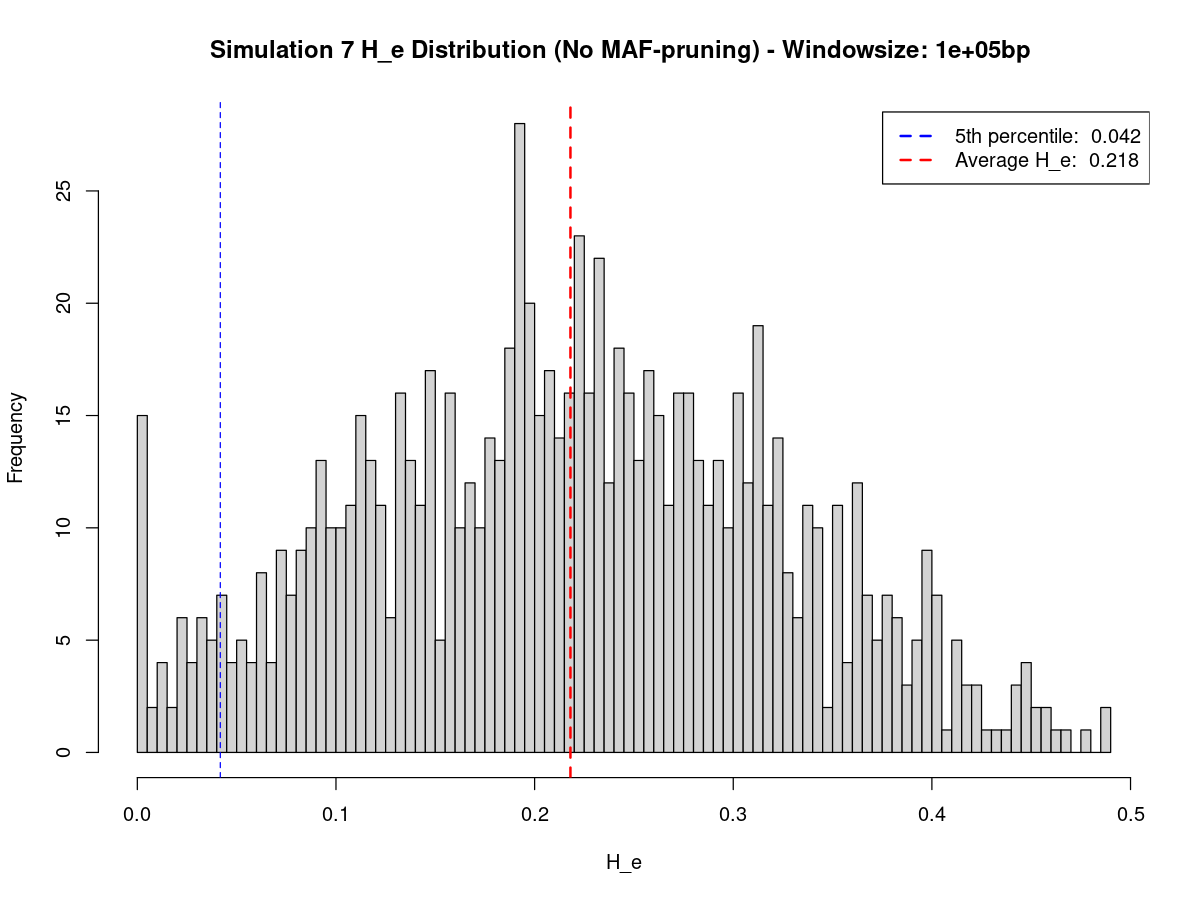 Simulation 7 H_e Distribution (No MAF-pruning) - Windowsize: 1e+05bp
5th percentile: 0.042
Average H_e: 0.218
25
20
15
10
5
0
Frequency
0.0 0.1 0.2 0.3 0.4 0.5
H_e